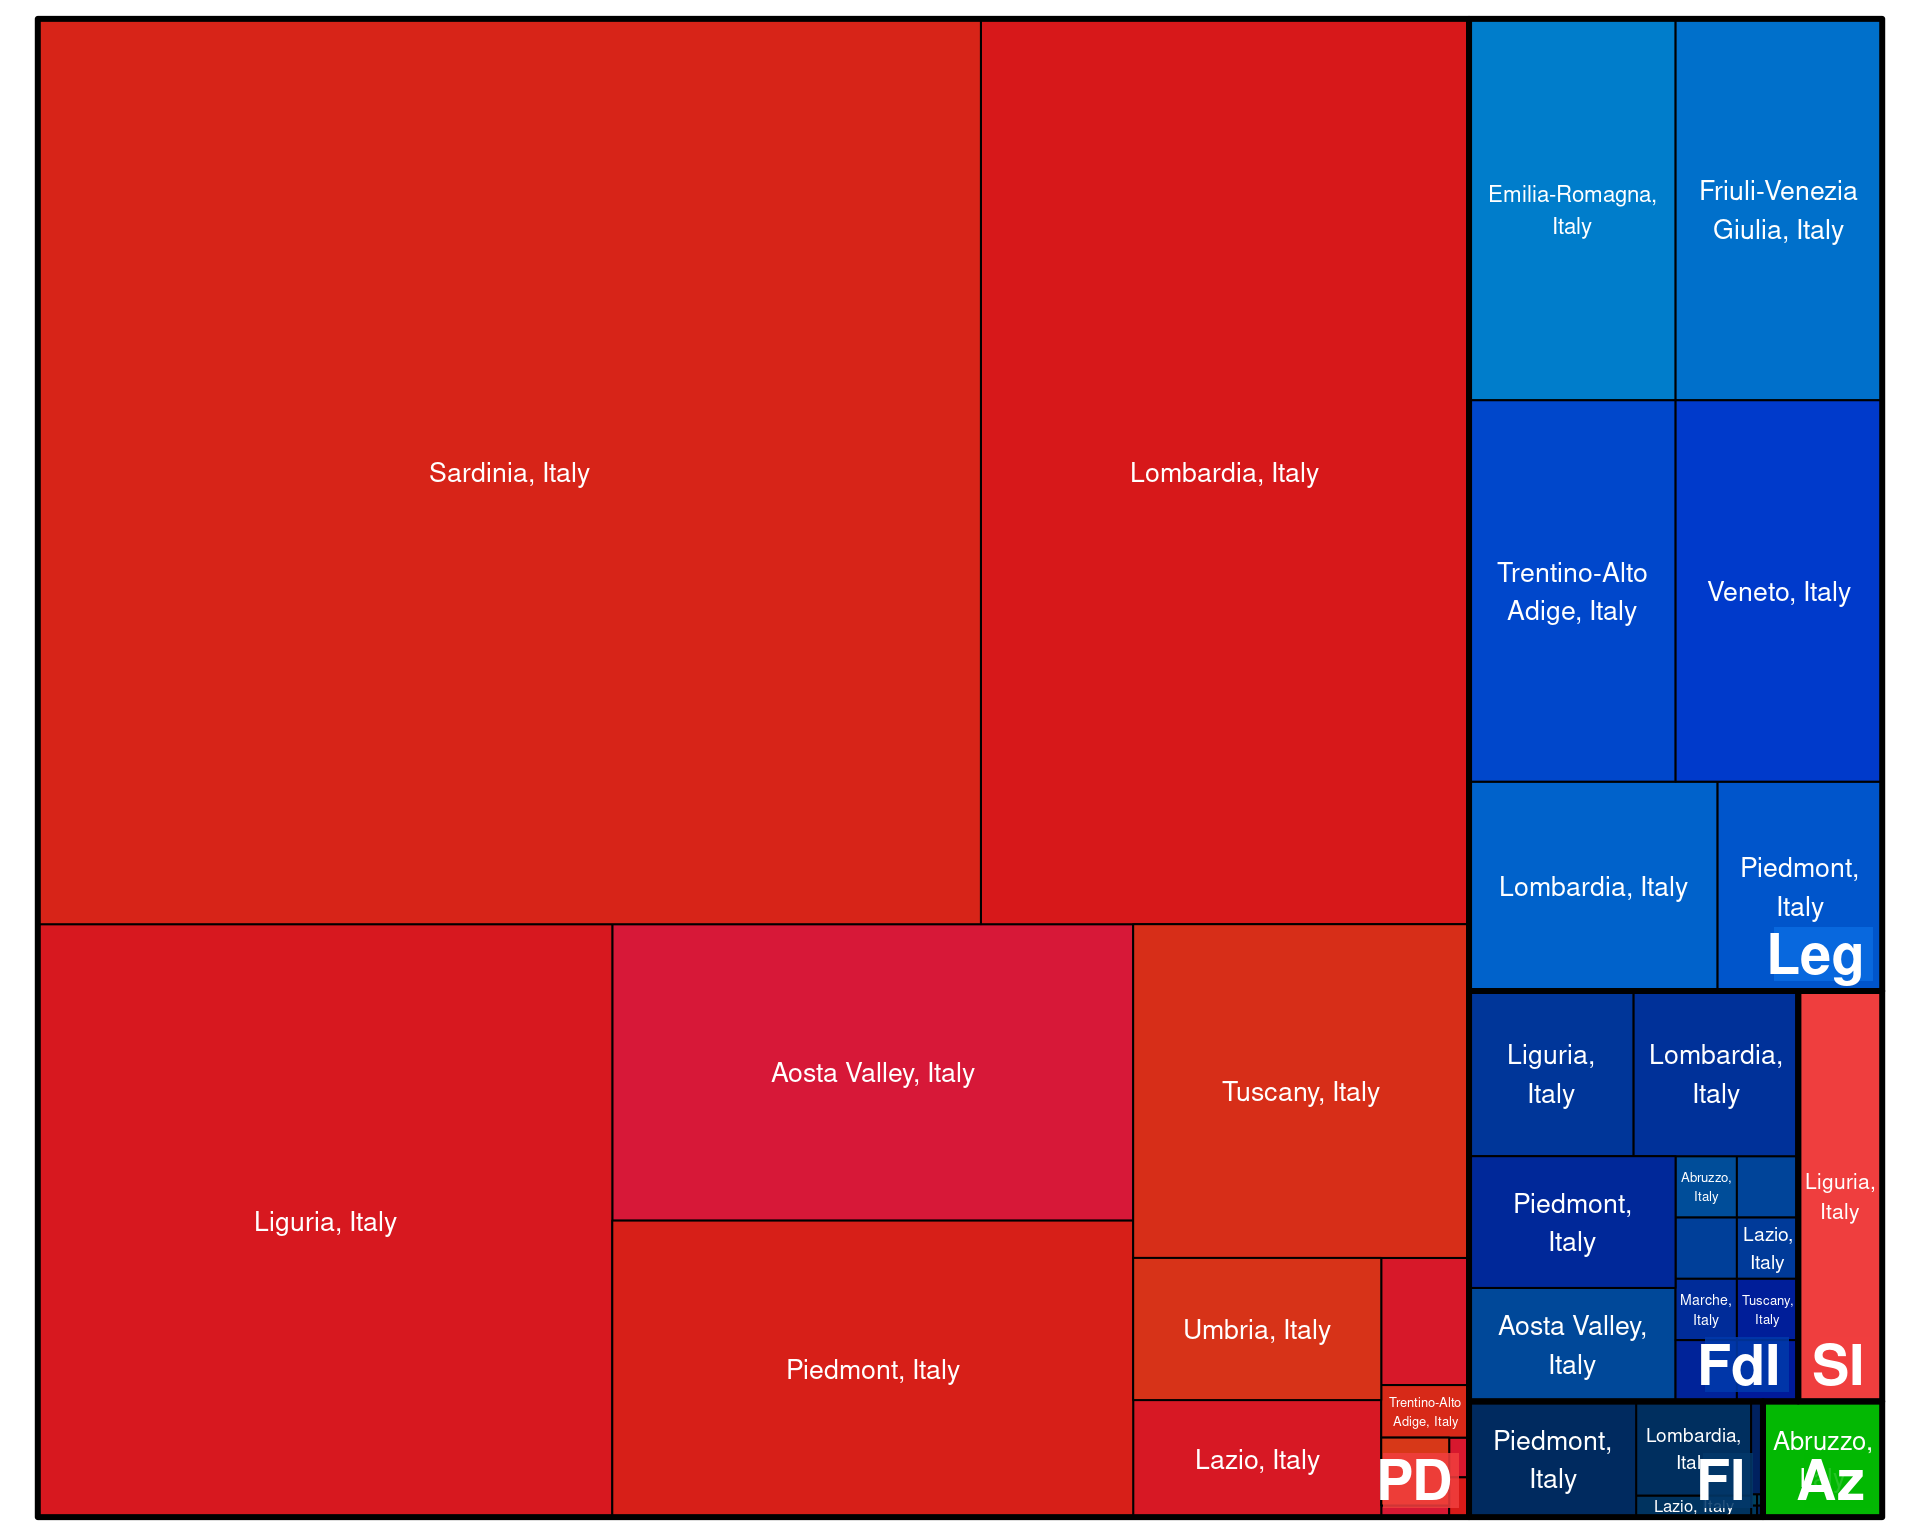 Sardinia, Italy
Lombardia, Italy
Liguria, Italy
Aosta Valley, Italy
Piedmont, Italy
Tuscany, Italy
Umbria, Italy
Lazio, Italy
Trentino-Alto
Adige, Italy
PD
Emilia-Romagna,
Italy
Friuli-Venezia
Giulia, Italy
Trentino-Alto
Adige, Italy
Veneto, Italy
Lombardia, Italy
Piedmont,
Italy
Leg
Liguria,
Italy
Lombardia,
Italy
Piedmont,
Italy
Aosta Valley,
Italy
Abruzzo,
Italy
Lazio,
Italy
Marche,
Italy
Tuscany,
Italy
FdI
Liguria,
Italy
SI
Piedmont,
Italy
Lombardia,
Lazio, Italy
FI
Abruzzo,
Az